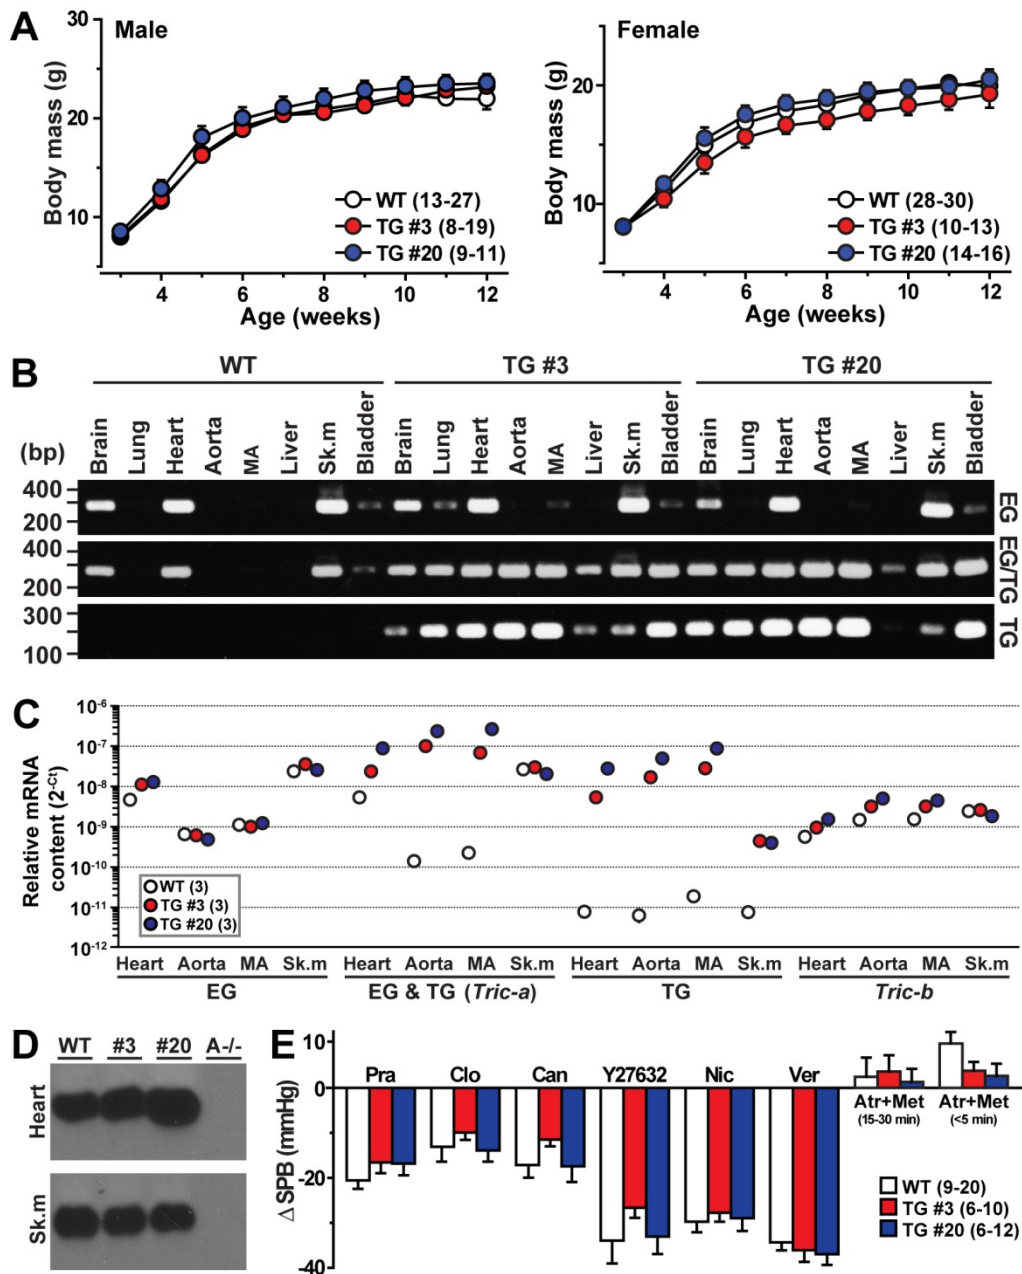 A
Male
Female
30
20
10
Body mass (g)
WT (13-27)
TG #3 (8-19)
TG #20 (9-11)
4 6 8 10 12
Age (weeks)
20
10
Body mass (g)
WT (28-30)
TG #3 (10-13)
TG #20 (14-16)
4 6 8 10 12
Age (weeks)
B
WT TG #3 TG #20
(bp)
Brain Lung Heart Aorta MA Liver Sk.m Bladder Brain Lung Heart Aorta MA Liver Sk.m Bladder Brain Lung Heart Aorta MA Liver Sk.m Bladder
400
200
EG
400
200
EG/TG
300
100
TG
C
Relative mRNA
content (2-Ct)
10-6
10-7
10-8
10-9
10-10
10-11
10-12
WT (3)
TG #3 (3)
TG #20 (3)
Heart Aorta MA Sk.m Heart Aorta MA Sk.m Heart Aorta MA Sk.m Heart Aorta MA Sk.m
EG EG & TG (Tric-a) TG Tric-b
D
WT #3 #20 A-/-
Heart
Sk.m
E
Δ SPB (mmHg)
10
0
-20
-40
Pra Clo Can Y27632 Nic Ver
Atr+Met
(15-30 min)
Atr+Met
(<5 min)
WT (9-20)
TG #3 (6-10)
TG #20 (6-12)